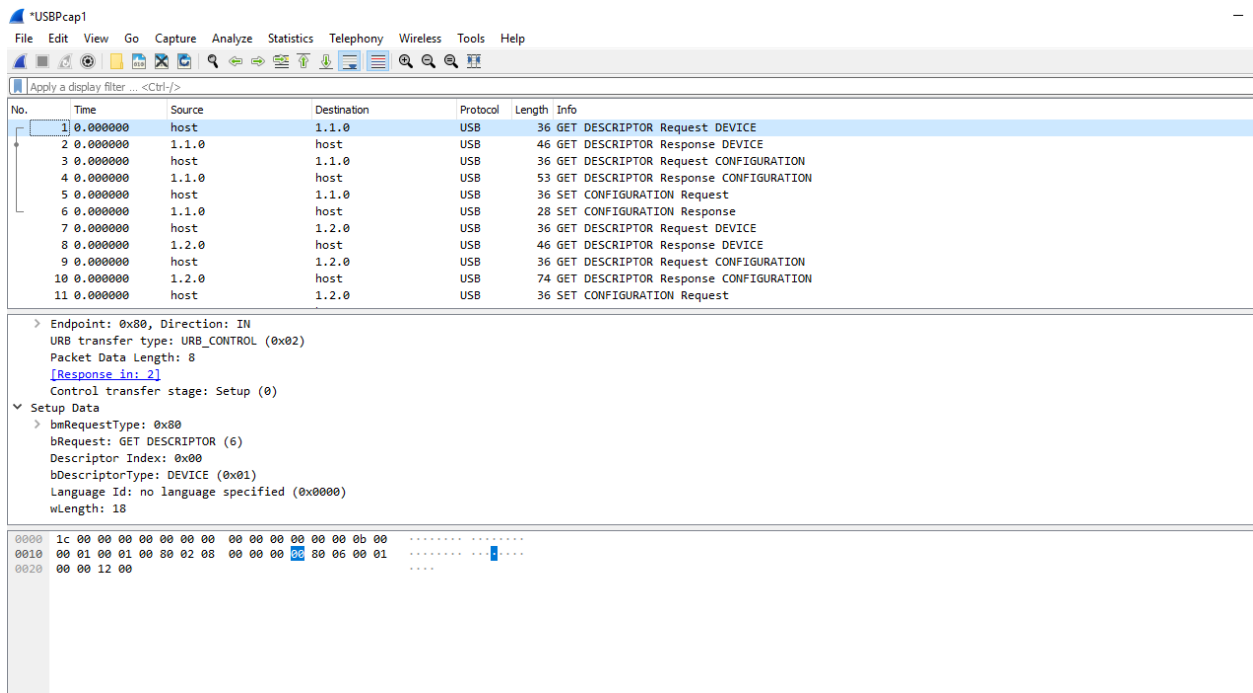 *USBPcap1
File Edit View Go Capture Analyze Statistics Telephony Wireless Tools Help
Apply a display filter ... <Ctrl-/>
No. Time Source Destination Protocol Length Info
1 0.000000 host 1.1.0 USB 36 GET DESCRIPTOR Request DEVICE
2 0.000000 1.1.0 host USB 46 GET DESCRIPTOR Response DEVICE
3 0.000000 host 1.1.0 USB 36 GET DESCRIPTOR Request CONFIGURATION
4 0.000000 1.1.0 host USB 53 GET DESCRIPTOR Response CONFIGURATION
5 0.000000 host 1.1.0 USB 36 SET CONFIGURATION Request
6 0.000000 1.1.0 host USB 28 SET CONFIGURATION Response
7 0.000000 host 1.2.0 USB 36 GET DESCRIPTOR Request DEVICE
8 0.000000 1.2.0 host USB 46 GET DESCRIPTOR Response DEVICE
9 0.000000 host 1.2.0 USB 36 GET DESCRIPTOR Request CONFIGURATION
10 0.000000 1.2.0 host USB 74 GET DESCRIPTOR Response CONFIGURATION
11 0.000000 host 1.2.0 USB 36 SET CONFIGURATION Request
> Endpoint: 0x80, Direction: IN
URB transfer type: URB_CONTROL (0x02)
Packet Data Length: 8
[Response in: 2]
Control transfer stage: Setup (0)
Setup Data
> bmRequestType: 0x80
bRequest: GET DESCRIPTOR (6)
Descriptor Index: 0x00
bDescriptorType: DEVICE (0x01)
Language Id: no language specified (0x0000)
wLength: 18
0000 1c 00 00 00 00 00 00 00 00 00 00 00 00 00 0b 00 ········ ········
0010 00 01 00 01 00 80 02 08 00 00 00 00 80 06 00 01 ········ ········
0020 00 00 12 00 ····